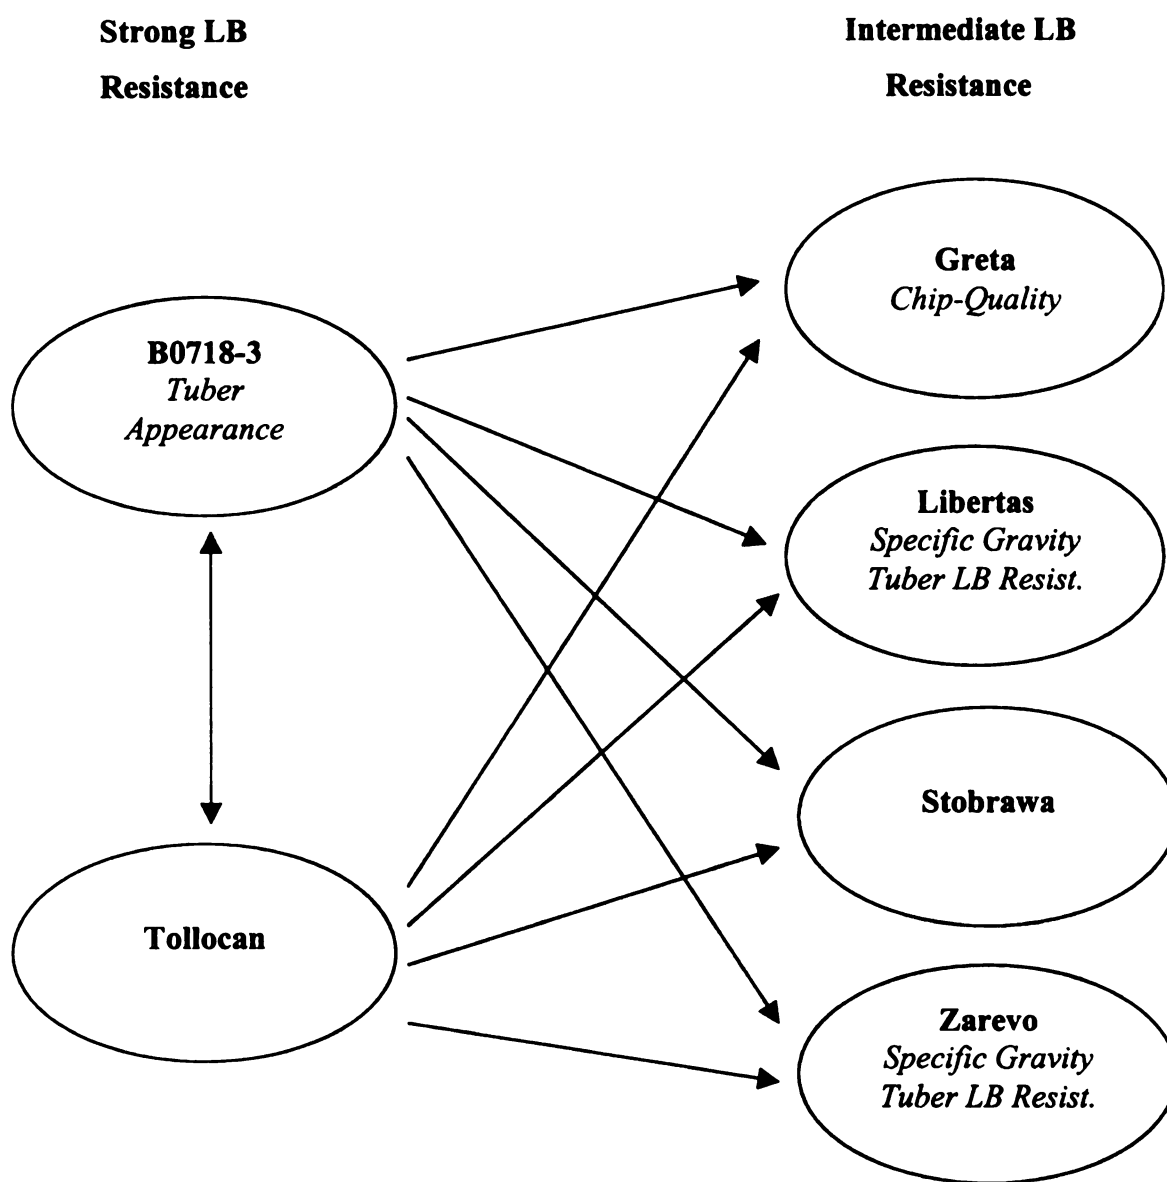 Strong LB
Resistance
Intermediate LB
Resistance
B0718-3
Tuber
Appearance
Tollocan
Greta
Chip-Quality
Libertas
Specific Gravity
Tuber LB Resist.
Stobrawa
Zarevo
Specific Gravity
Tuber LB Resist.